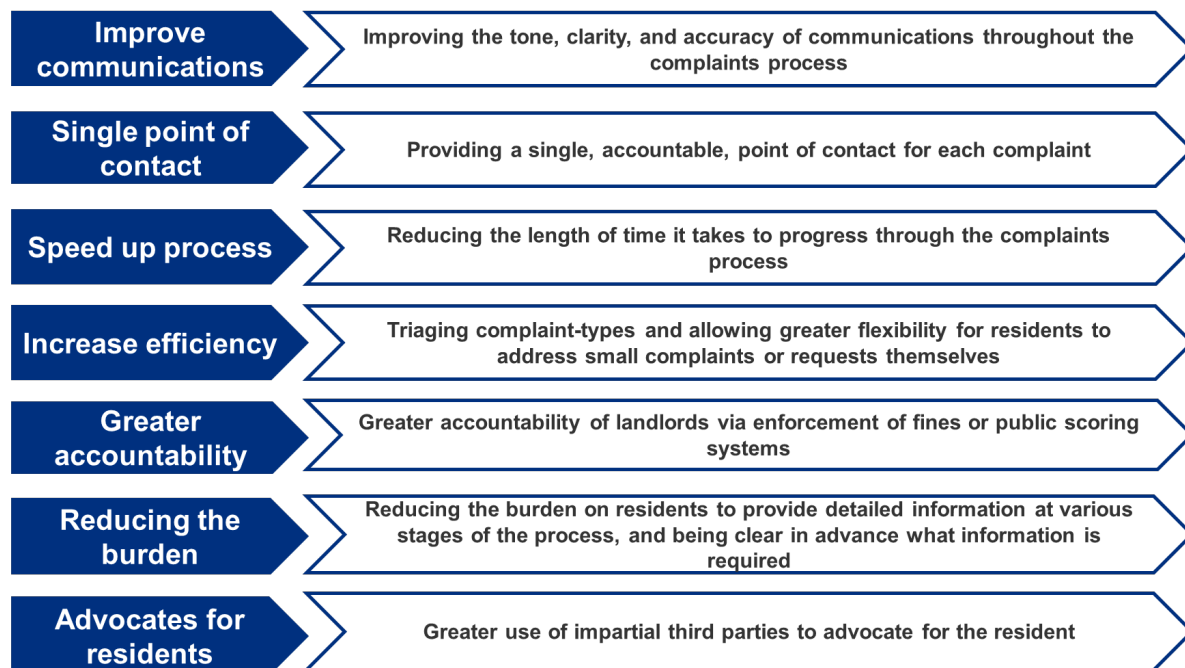 Improve
communications
Improving the tone, clarity, and accuracy of communications throughout the
complaints process
Single point of
contact
Providing a single, accountable, point of contact for each complaint
Speed up process
Reducing the length of time it takes to progress through the complaints
process
Increase efficiency
Triaging complaint-types and allowing greater flexibility for residents to
address small complaints or requests themselves
Greater
accountability
Greater accountability of landlords via enforcement of fines or public scoring
systems
Reducing the
burden
Reducing the burden on residents to provide detailed information at various
stages of the process, and being clear in advance what information is
required
Advocates for
residents
Greater use of impartial third parties to advocate for the resident